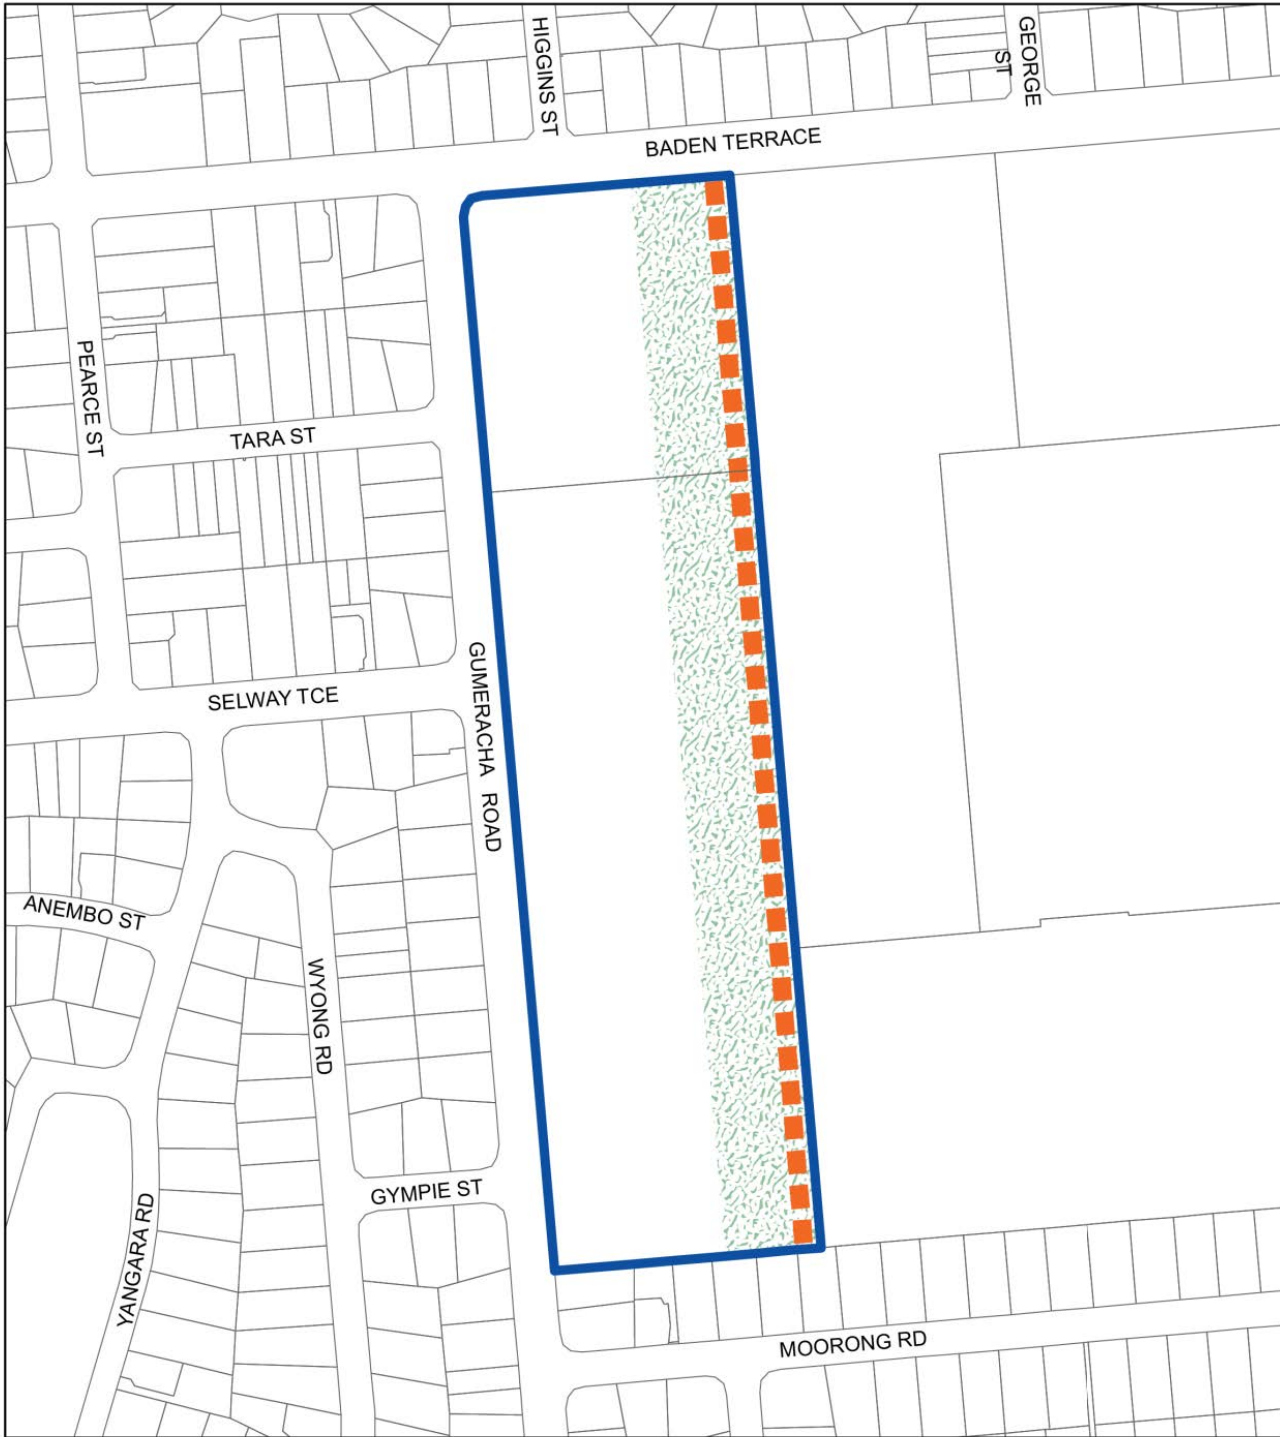 HIGGINS ST
GEORGE
ST
BADEN TERRACE
PEARCE ST
TARA ST
GUMERACHA ROAD
SELWAY TCE
ANEMBO ST
WYONG RD
GYMPIE ST
YANGARA RD
MOORONG RD